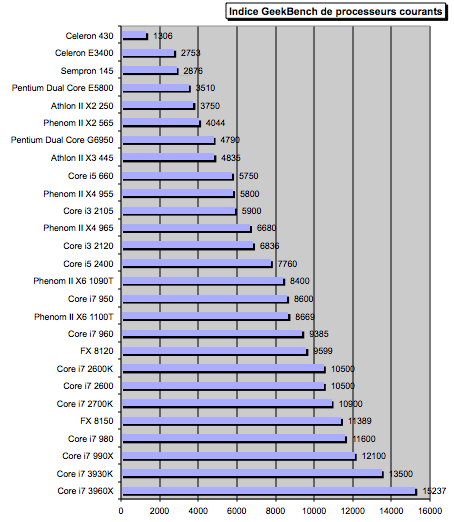 Indice GeekBench de processeurs courants
Celeron 430 1306
Celeron E3400 2753
Sempron 145 2876
Pentium Dual Core E5800 3510
Athlon II X2 250 3750
Phenom II X2 565 4044
Pentium Dual Core G6950 4790
Athlon II X3 445 4835
Core i5 660 5750
Phenom II X4 955 5800
Core i3 2105 5900
Phenom II X4 965 6680
Core i3 2120 6836
Core i5 2400 7760
Phenom II X6 1090T 8400
Core i7 950 8600
Phenom II X6 1100T 8669
Core i7 960 9385
FX 8120 9599
Core i7 2600K 10500
Core i7 2600 10500
Core i7 2700K 10900
FX 8150 11389
Core i7 980 11600
Core i7 990X 12100
Core i7 3930K 13500
Core i7 3960X 15237
0 2000 4000 6000 8000 10000 12000 14000 16000